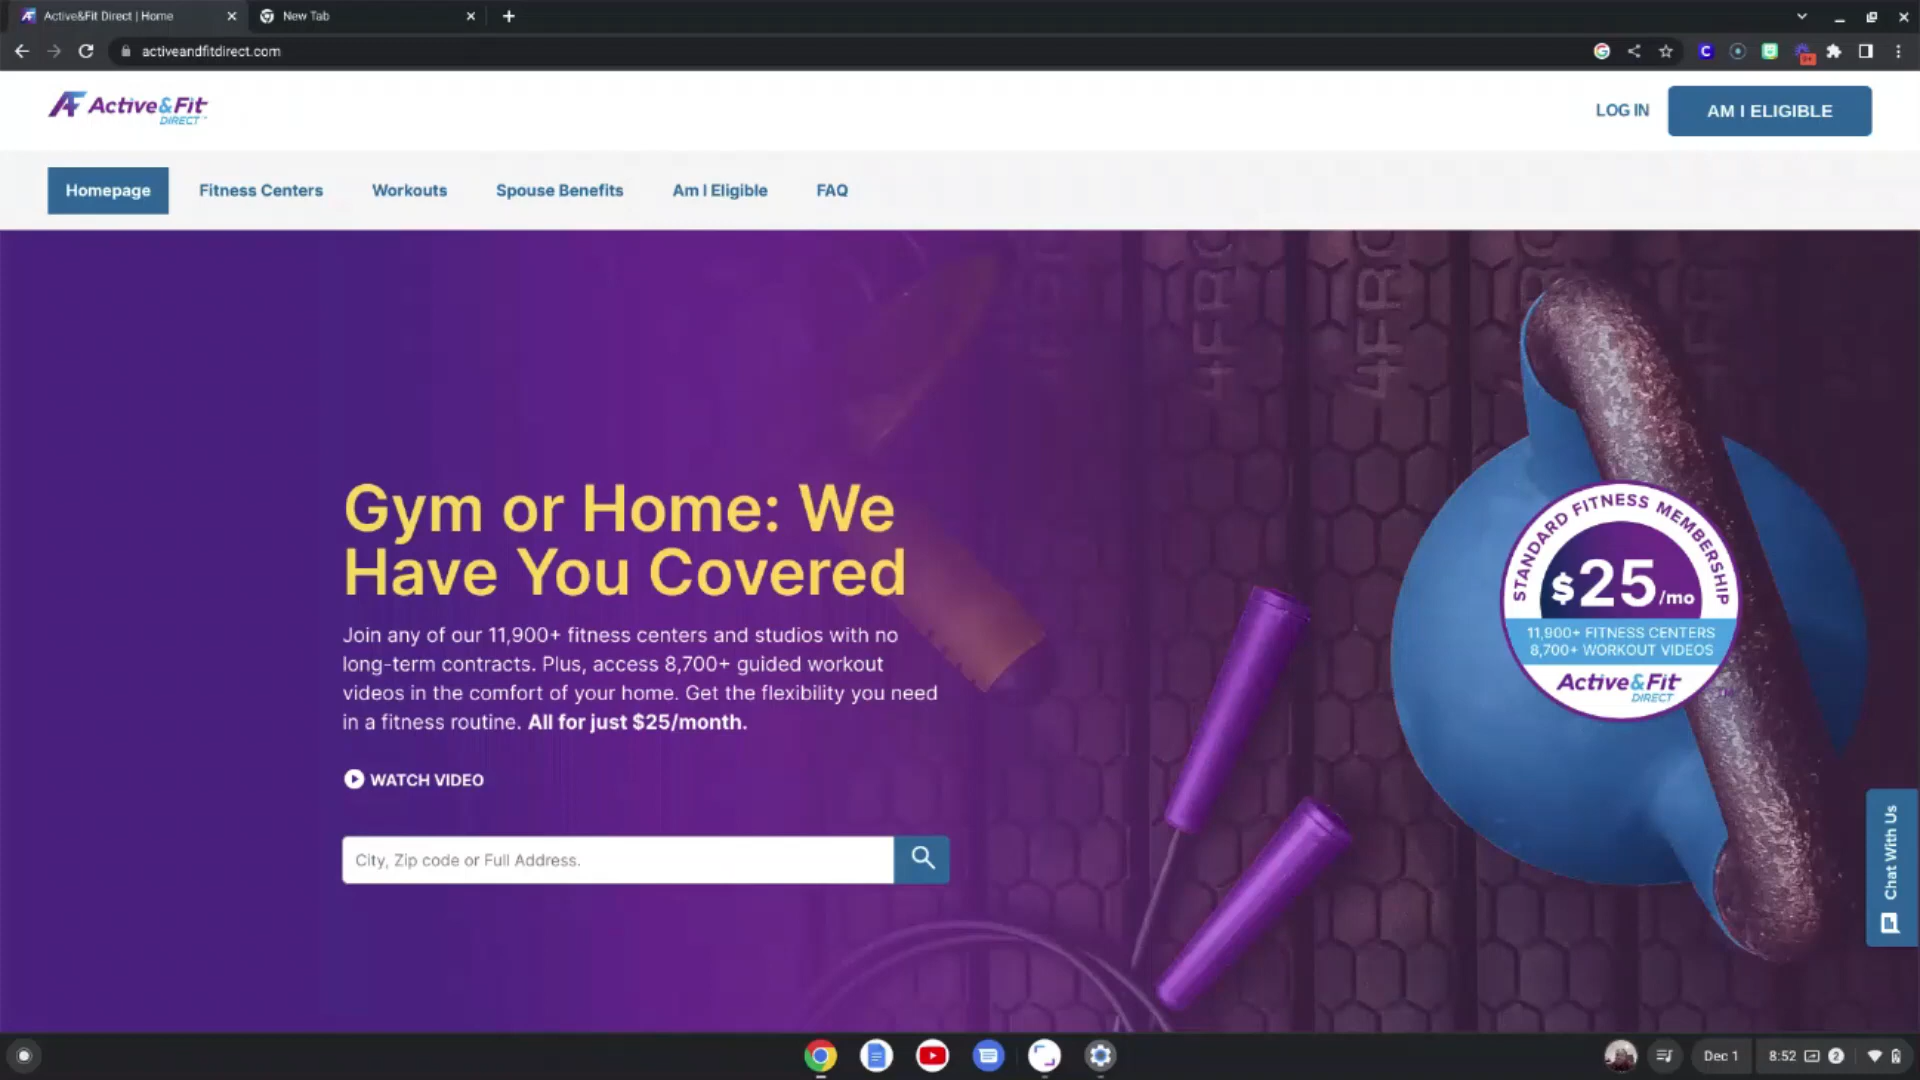 Active&Fit Direct | Home
New Tab
activeandfitdirect.com
Active&Fit
DIRECT
LOG IN
AM I ELIGIBLE
Homepage
Fitness Centers
Workouts
Spouse Benefits
Am I Eligible
FAQ
4FRO
4FRO
Gym or Home: We
Have You Covered
Join any of our 11,900+ fitness centers and studios with no
long-term contracts. Plus, access 8,700+ guided workout
videos in the comfort of your home. Get the flexibility you need
in a fitness routine. All for just $25/month.
WATCH VIDEO
City, Zip code or Full Address.
STANDARD FITNESS MEMBERSHIP
$25/mo
11,900+ FITNESS CENTERS
8,700+ WORKOUT VIDEOS
Active&Fit
DIRECT
Chat With Us
Dec 1
8:52
2